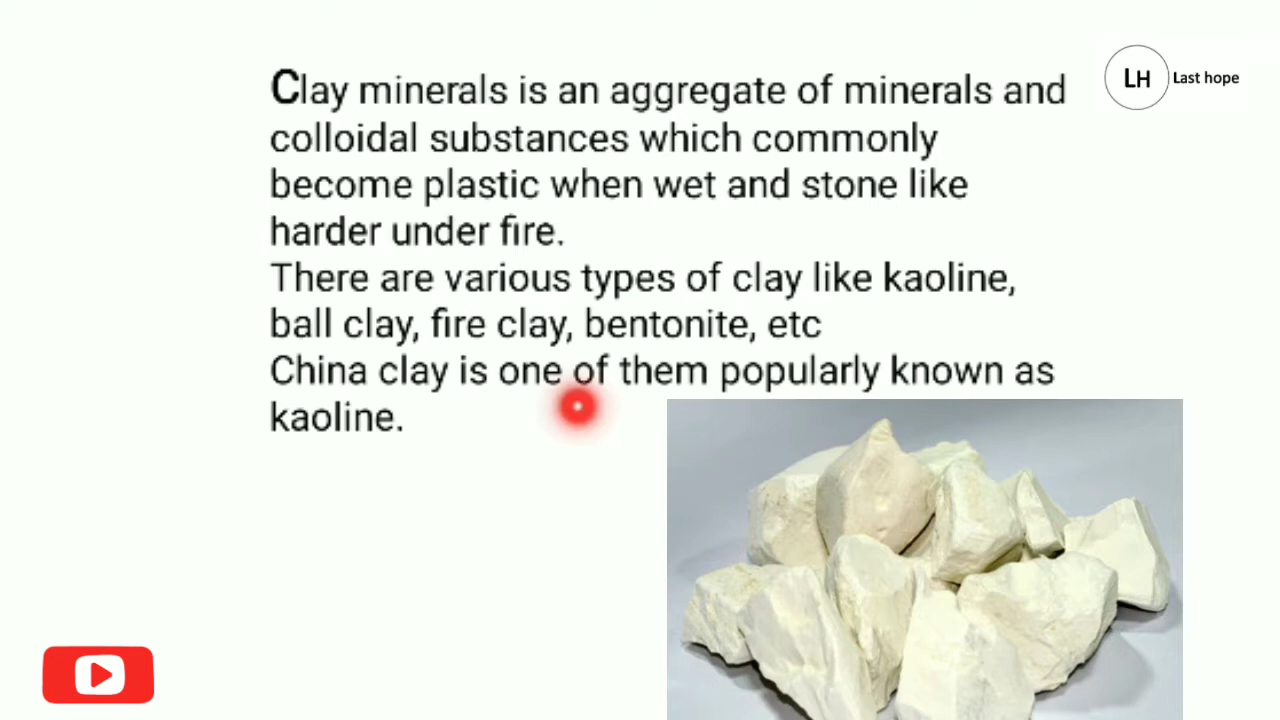 Clay minerals is an aggregate of minerals and
colloidal substances which commonly
become plastic when wet and stone like
harder under fire.
There are various types of clay like kaoline,
ball clay, fire clay, bentonite, etc
China clay is one of them popularly known as
kaoline.
LH Last hope